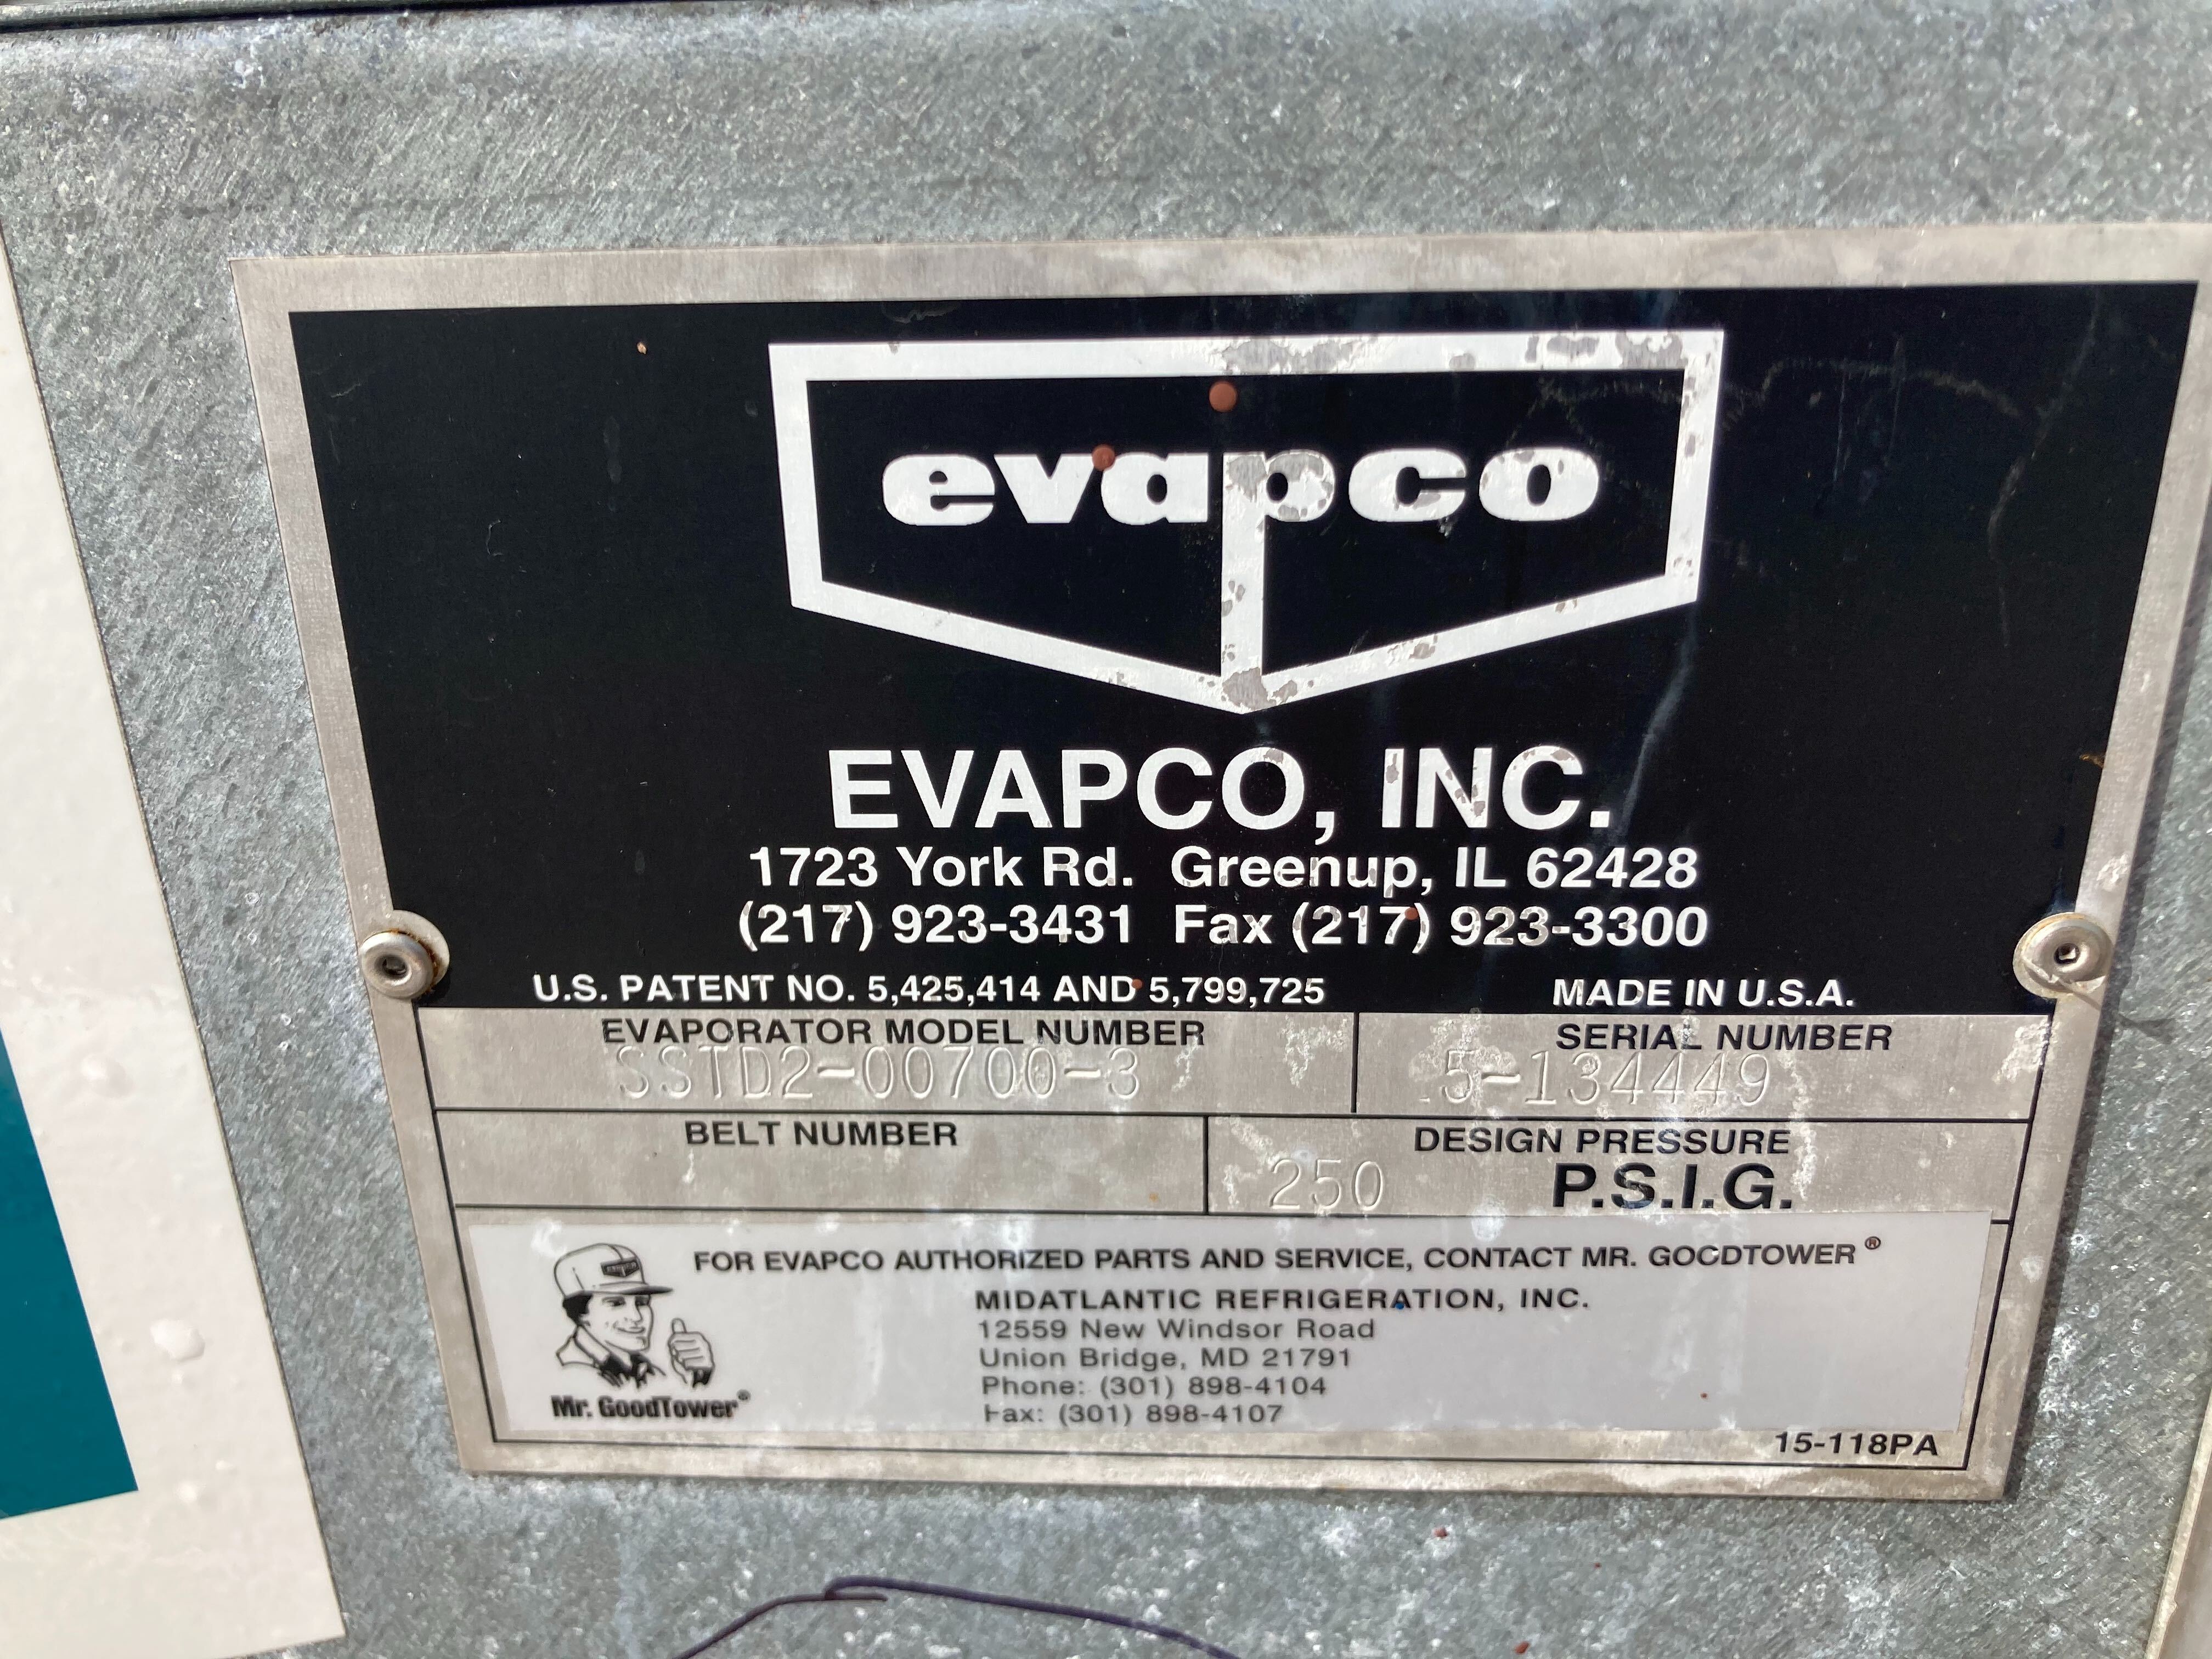 evapco
EVAPCO, INC.
1723 York Rd. Greenup, IL 62428
(217) 923-3431 Fax (217) 923-3300
U.S. PATENT NO. 5,425,414 AND 5,799,725 MADE IN U.S.A.
EVAPORATOR MODEL NUMBER SERIAL NUMBER
SSTD2-00700-3 5-134449
BELT NUMBER DESIGN PRESSURE
250 P.S.I.G.
FOR EVAPCO AUTHORIZED PARTS AND SERVICE, CONTACT MR. GOODTOWER®
MIDATLANTIC REFRIGERATION, INC.
12559 New Windsor Road
Union Bridge, MD 21791
Phone: (301) 898-4104
Fax: (301) 898-4107
Mr. GoodTower®
15-118PA